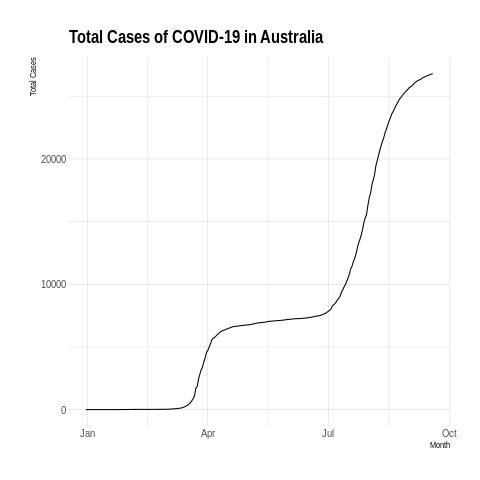 Total Cases of COVID-19 in Australia
Total Cases
20000
10000
0
Jan Apr Jul Oct
Month